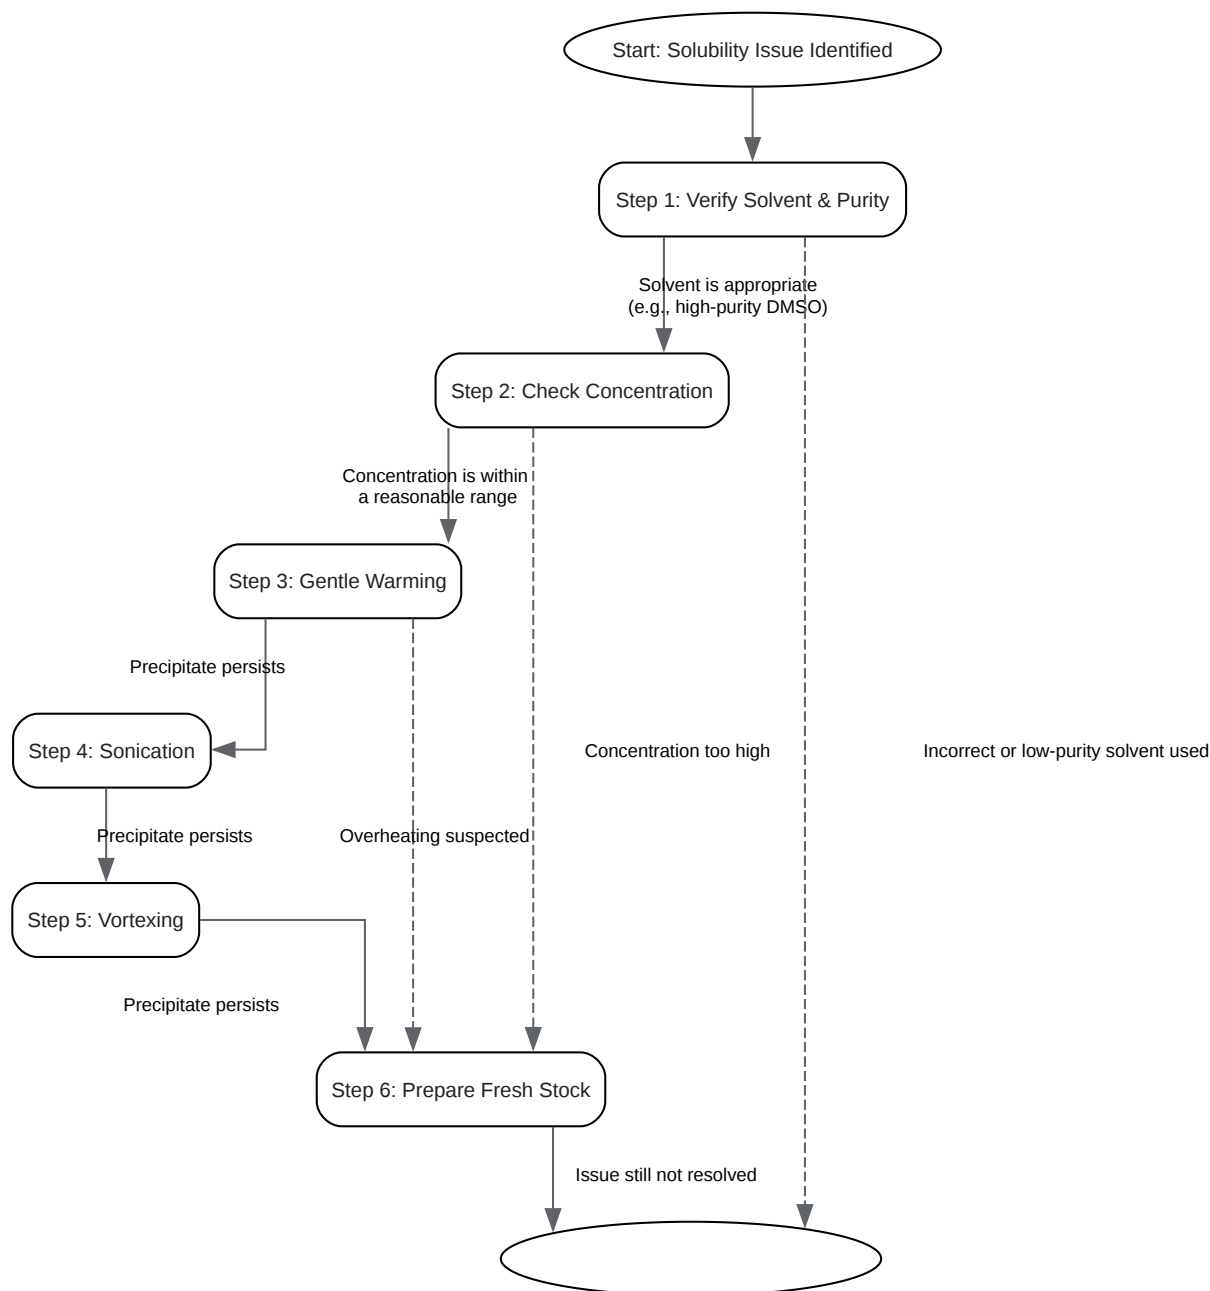 Start: Solubility Issue Identified
Step 1: Verify Solvent & Purity
Solvent is appropriate
(e.g., high-purity DMSO)
Step 2: Check Concentration
Concentration is within
a reasonable range
Step 3: Gentle Warming
Precipitate persists
Step 4: Sonication
Concentration too high
Incorrect or low-purity solvent used
Precipitate persists
Overheating suspected
Step 5: Vortexing
Precipitate persists
Step 6: Prepare Fresh Stock
Issue still not resolved